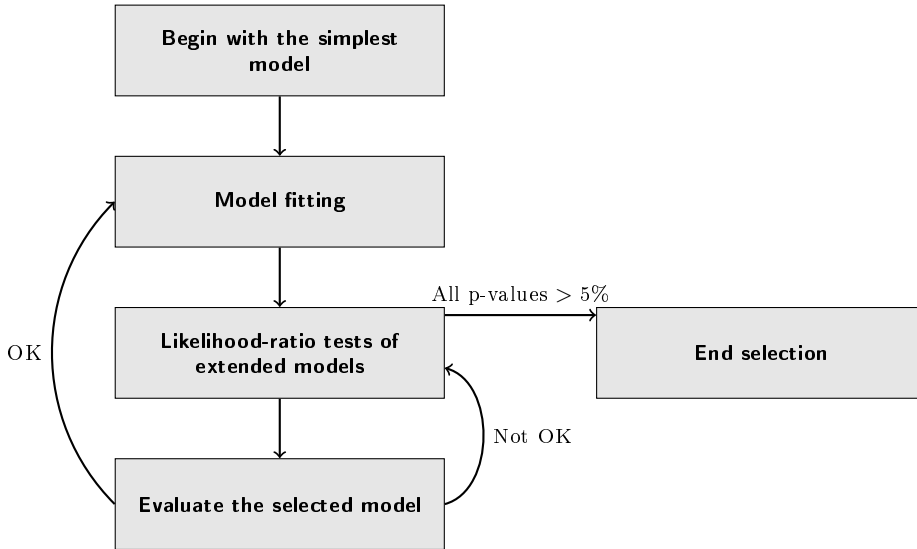 Begin with the simplest
model
Model fitting
All p-values > 5%
Likelihood-ratio tests of
extended models
End selection
OK
Not OK
Evaluate the selected model